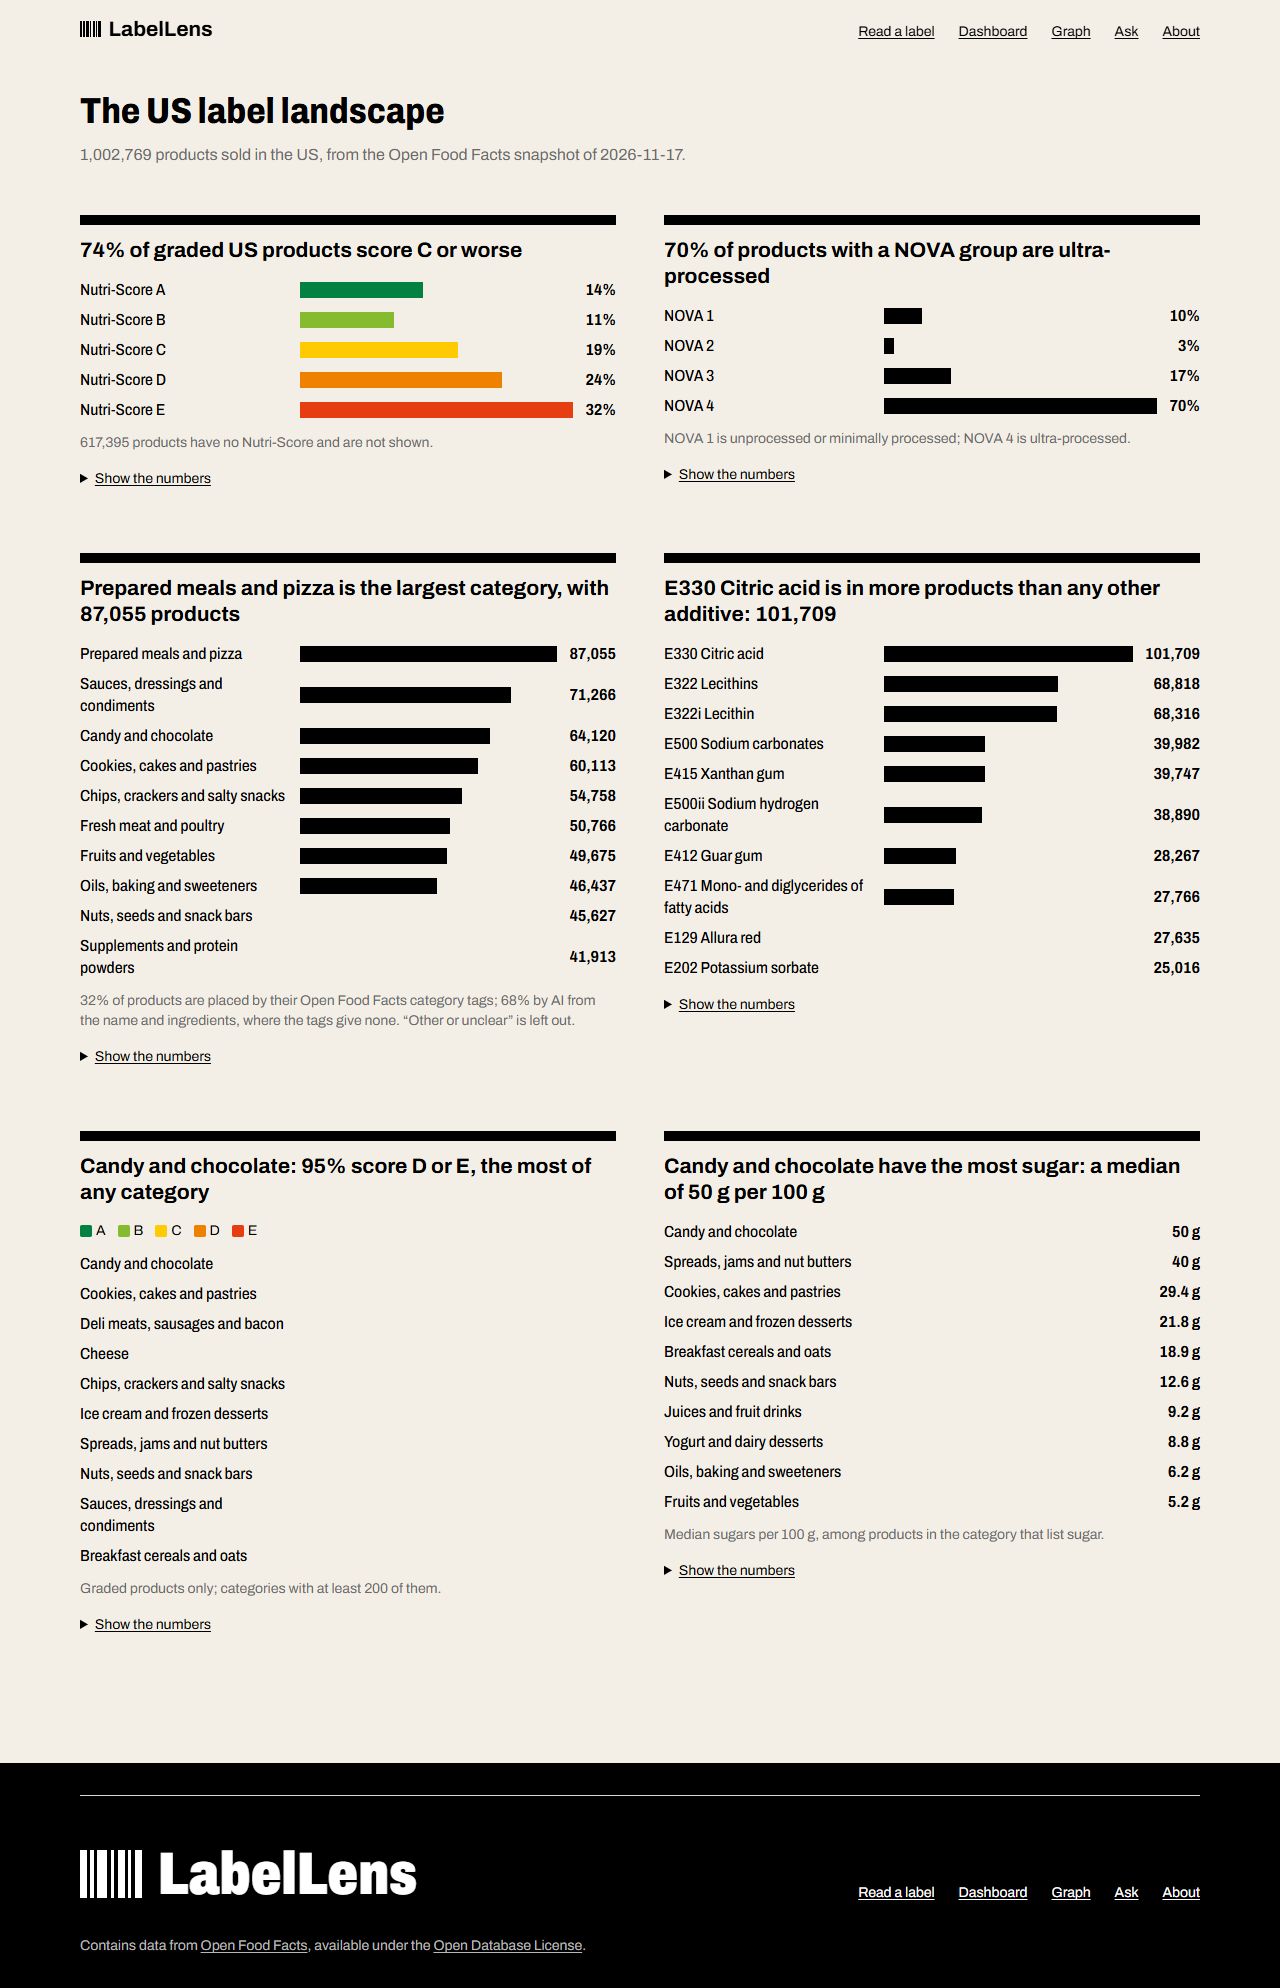 LabelLens
Read a label Dashboard Graph Ask About
The US label landscape
1,002,769 products sold in the US, from the Open Food Facts snapshot of 2026-11-17.
74% of graded US products score C or worse
Nutri-Score A 14%
Nutri-Score B 11%
Nutri-Score C 19%
Nutri-Score D 24%
Nutri-Score E 32%
617,395 products have no Nutri-Score and are not shown.
Show the numbers
70% of products with a NOVA group are ultra-
processed
NOVA 1 10%
NOVA 2 3%
NOVA 3 17%
NOVA 4 70%
NOVA 1 is unprocessed or minimally processed; NOVA 4 is ultra-processed.
Show the numbers
Prepared meals and pizza is the largest category, with
87,055 products
Prepared meals and pizza 87,055
Sauces, dressings and
condiments 71,266
Candy and chocolate 64,120
Cookies, cakes and pastries 60,113
Chips, crackers and salty snacks 54,758
Fresh meat and poultry 50,766
Fruits and vegetables 49,675
Oils, baking and sweeteners 46,437
Nuts, seeds and snack bars 45,627
Supplements and protein
powders 41,913
32% of products are placed by their Open Food Facts category tags; 68% by AI from
the name and ingredients, where the tags give none. “Other or unclear” is left out.
Show the numbers
E330 Citric acid is in more products than any other
additive: 101,709
E330 Citric acid 101,709
E322 Lecithins 68,818
E322i Lecithin 68,316
E500 Sodium carbonates 39,982
E415 Xanthan gum 39,747
E500ii Sodium hydrogen
carbonate 38,890
E412 Guar gum 28,267
E471 Mono- and diglycerides of
fatty acids 27,766
E129 Allura red 27,635
E202 Potassium sorbate 25,016
Show the numbers
Candy and chocolate: 95% score D or E, the most of
any category
A B C D E
Candy and chocolate
Cookies, cakes and pastries
Deli meats, sausages and bacon
Cheese
Chips, crackers and salty snacks
Ice cream and frozen desserts
Spreads, jams and nut butters
Nuts, seeds and snack bars
Sauces, dressings and
condiments
Breakfast cereals and oats
Graded products only; categories with at least 200 of them.
Show the numbers
Candy and chocolate have the most sugar: a median
of 50 g per 100 g
Candy and chocolate 50 g
Spreads, jams and nut butters 40 g
Cookies, cakes and pastries 29.4 g
Ice cream and frozen desserts 21.8 g
Breakfast cereals and oats 18.9 g
Nuts, seeds and snack bars 12.6 g
Juices and fruit drinks 9.2 g
Yogurt and dairy desserts 8.8 g
Oils, baking and sweeteners 6.2 g
Fruits and vegetables 5.2 g
Median sugars per 100 g, among products in the category that list sugar.
Show the numbers
LabelLens
Read a label Dashboard Graph Ask About
Contains data from Open Food Facts, available under the Open Database License.